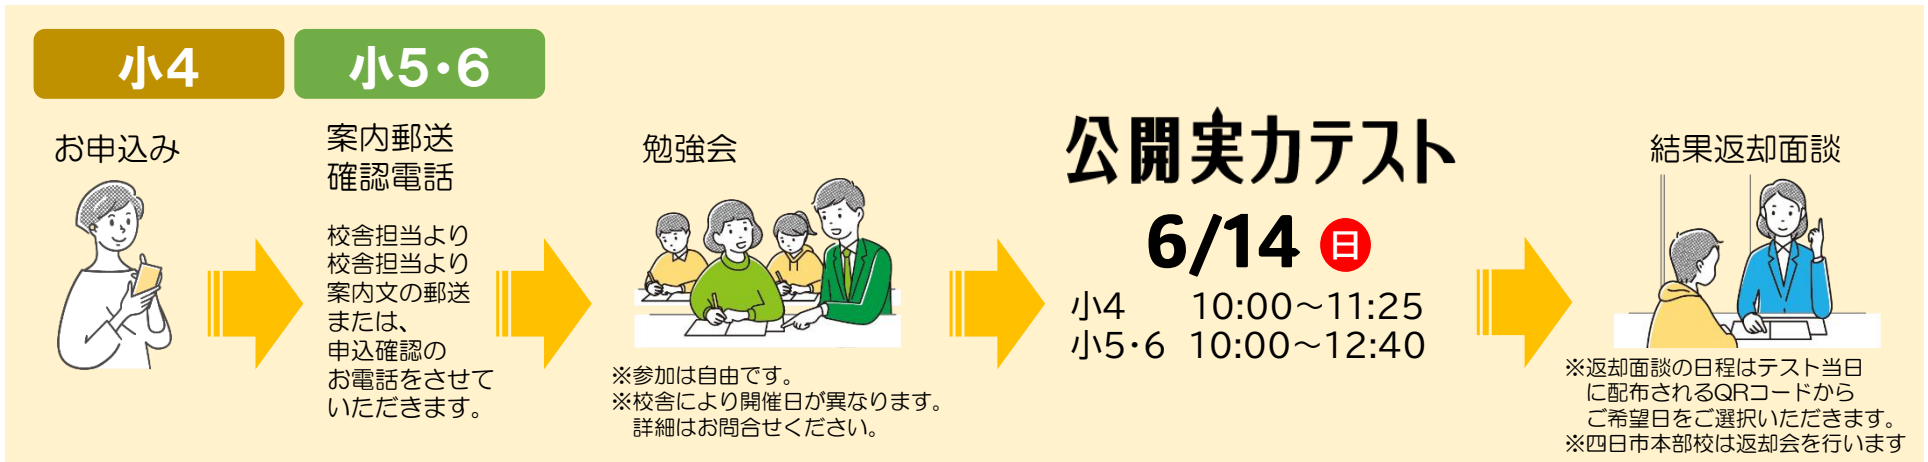 小4
小5・6
お申込み
案内郵送
確認電話
校舎担当より
校舎担当より
案内文の郵送
または、
申込確認の
お電話をさせて
いただきます。
勉強会
※参加は自由です。
※校舎により開催日が異なります。
詳細はお問合せください。
公開実力テスト
6/14 日
小4 10:00～11:25
小5・6 10:00～12:40
結果返却面談
※返却面談の日程はテスト当日
に配布されるQRコードから
ご希望日をご選択いただきます。
※四日市本部校は返却会を行います